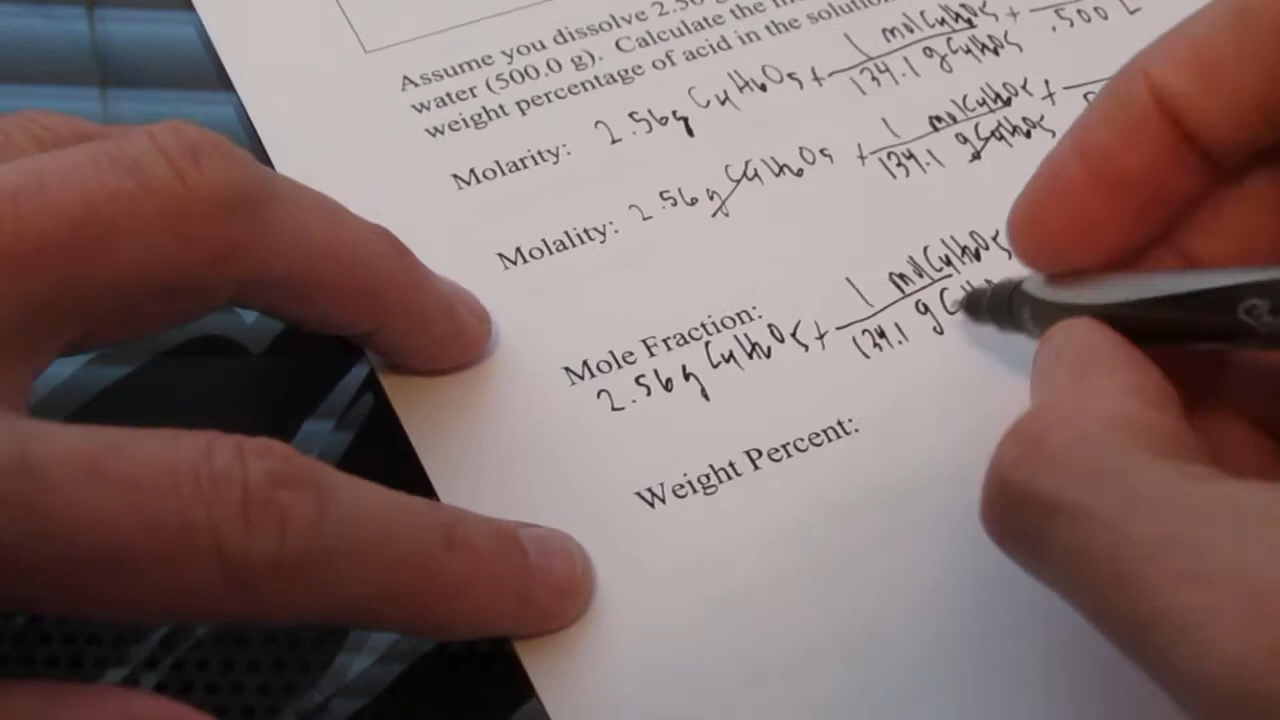 Assume you dissolve 2.56 g
water (500.0 g). Calculate the
weight percentage of acid in the solution
Molarity: 2.56g C4H6O5 + 1 mol C4H6O5 / 134.1 g C4H6O5 + .500 L
Molality: 2.56g C4H6O5 + 1 mol C4H6O5 / 134.1 g C4H6O5 +
Mole Fraction:
2.56g C4H6O5 + 1 mol C4H6O5 / 134.1 g C
Weight Percent: